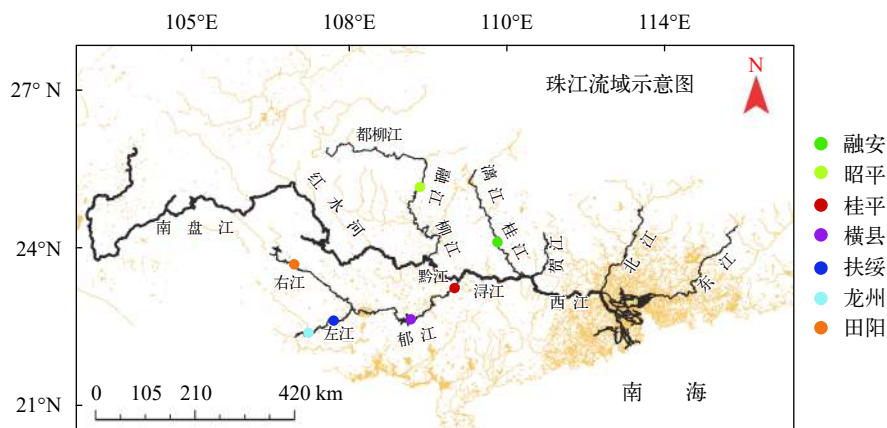 105°E
108°E
110°E
114°E
27° N
24°N
21°N
珠江流域示意图
N
都柳江
融江
漓江
桂江
柳江
红水河
南盘江
贺江
北江
东江
黔江
浔江
西江
右江
左江
郁江
南 海
0 105 210 420 km
融安
昭平
桂平
横县
扶绥
龙州
田阳